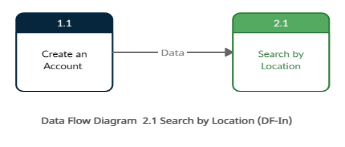 1.1
Create an
Account
Data
2.1
Search by
Location
Data Flow Diagram 2.1 Search by Location (DF-In)